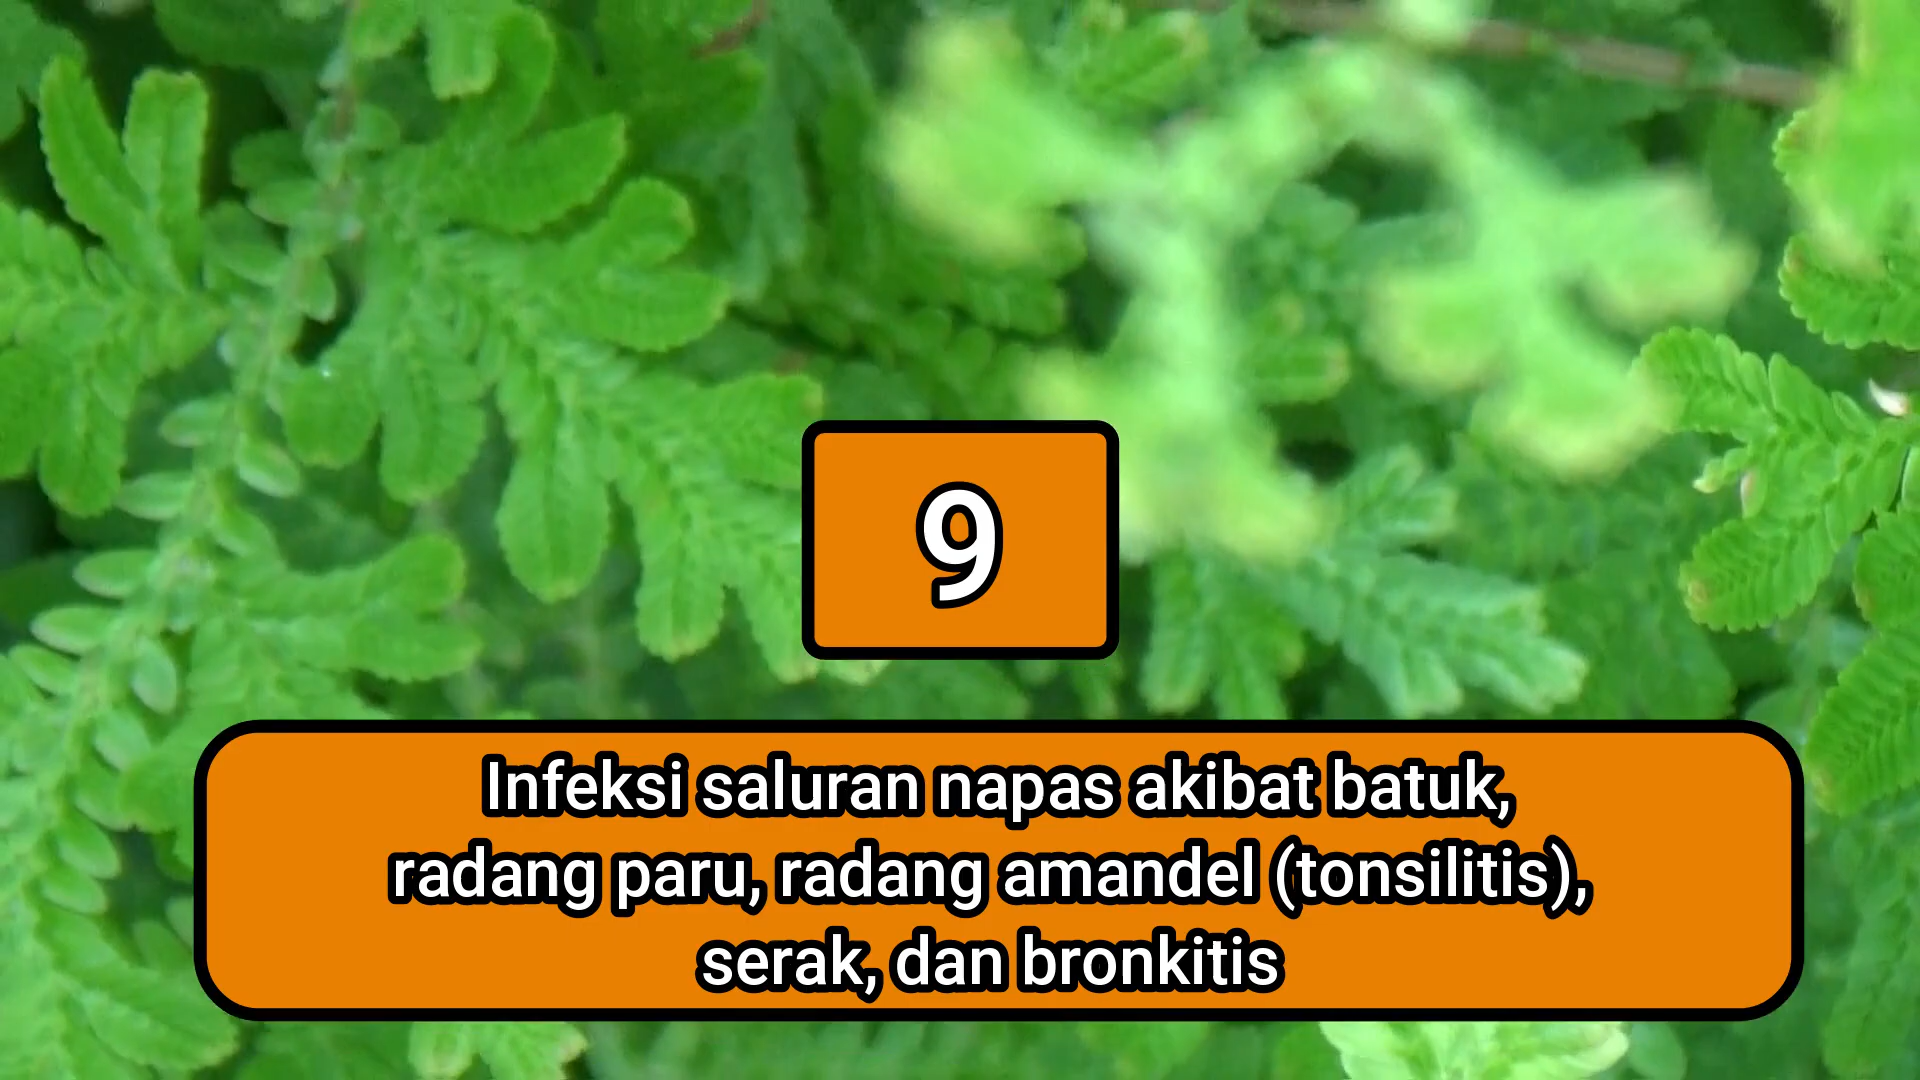 9
Infeksi saluran napas akibat batuk,
radang paru, radang amandel (tonsilitis),
serak, dan bronkitis